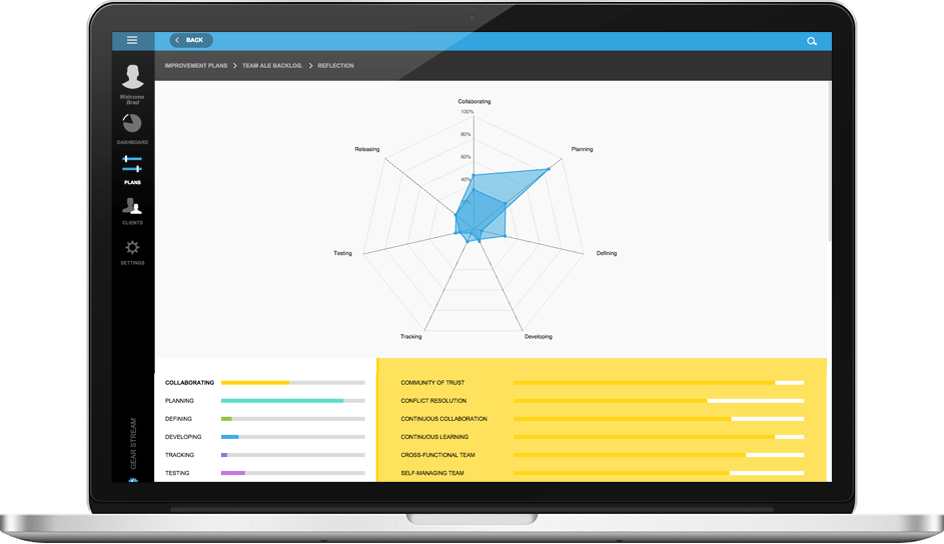 BACK
IMPROVEMENT PLANS > TEAM ALE BACKLOG. > REFLECTION
Welcome
Brad
DASHBOARD
PLANS
CLIENTS
SETTINGS
GEAR STREAM
Collaborating
100%
80%
60%
40%
Planning
Defining
Developing
Tracking
Testing
Releasing
COLLABORATING
PLANNING
DEFINING
DEVELOPING
TRACKING
TESTING
COMMUNITY OF TRUST
CONFLICT RESOLUTION
CONTINUOUS COLLABORATION
CONTINUOUS LEARNING
CROSS-FUNCTIONAL TEAM
SELF-MANAGING TEAM